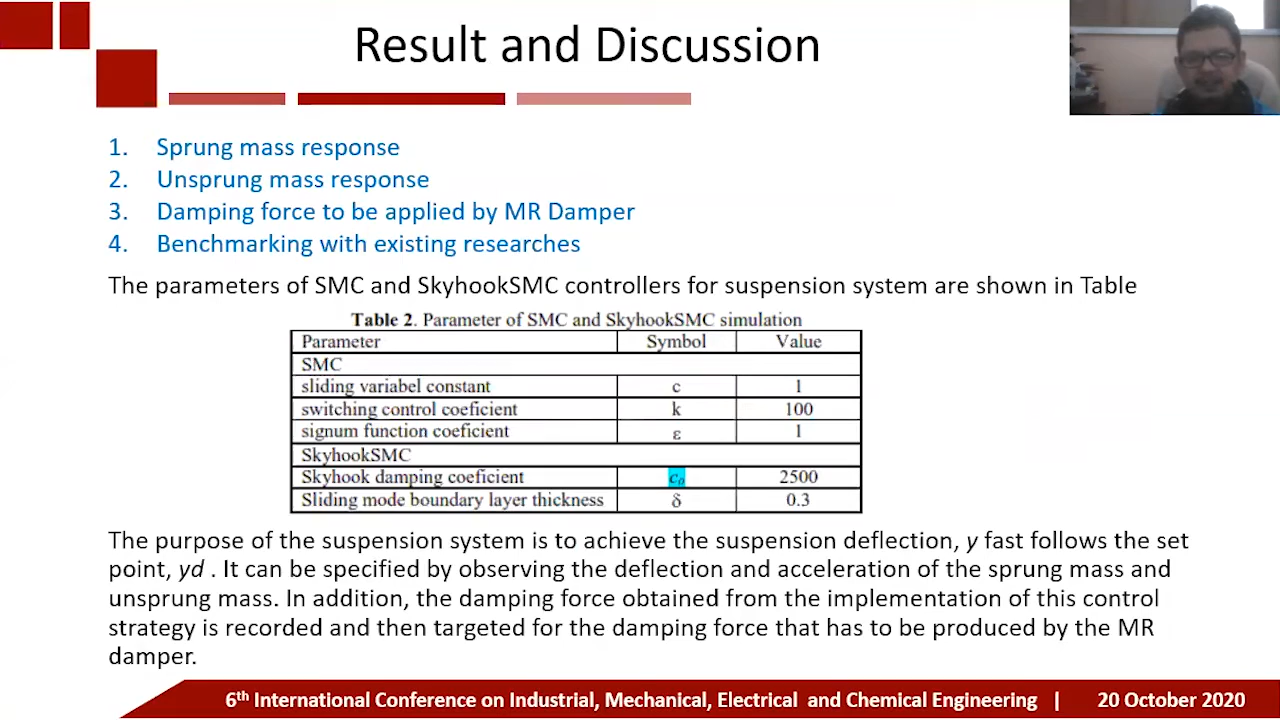 Result and Discussion
1. Sprung mass response
2. Unsprung mass response
3. Damping force to be applied by MR Damper
4. Benchmarking with existing researches
The parameters of SMC and SkyhookSMC controllers for suspension system are shown in Table
Table 2. Parameter of SMC and SkyhookSMC simulation
Parameter Symbol Value
SMC
sliding variabel constant c 1
switching control coeficient k 100
signum function coeficient ε 1
SkyhookSMC
Skyhook damping coeficient c₀ 2500
Sliding mode boundary layer thickness δ 0.3
The purpose of the suspension system is to achieve the suspension deflection, y fast follows the set
point, yd . It can be specified by observing the deflection and acceleration of the sprung mass and
unsprung mass. In addition, the damping force obtained from the implementation of this control
strategy is recorded and then targeted for the damping force that has to be produced by the MR
damper.
6th International Conference on Industrial, Mechanical, Electrical and Chemical Engineering | 20 October 2020